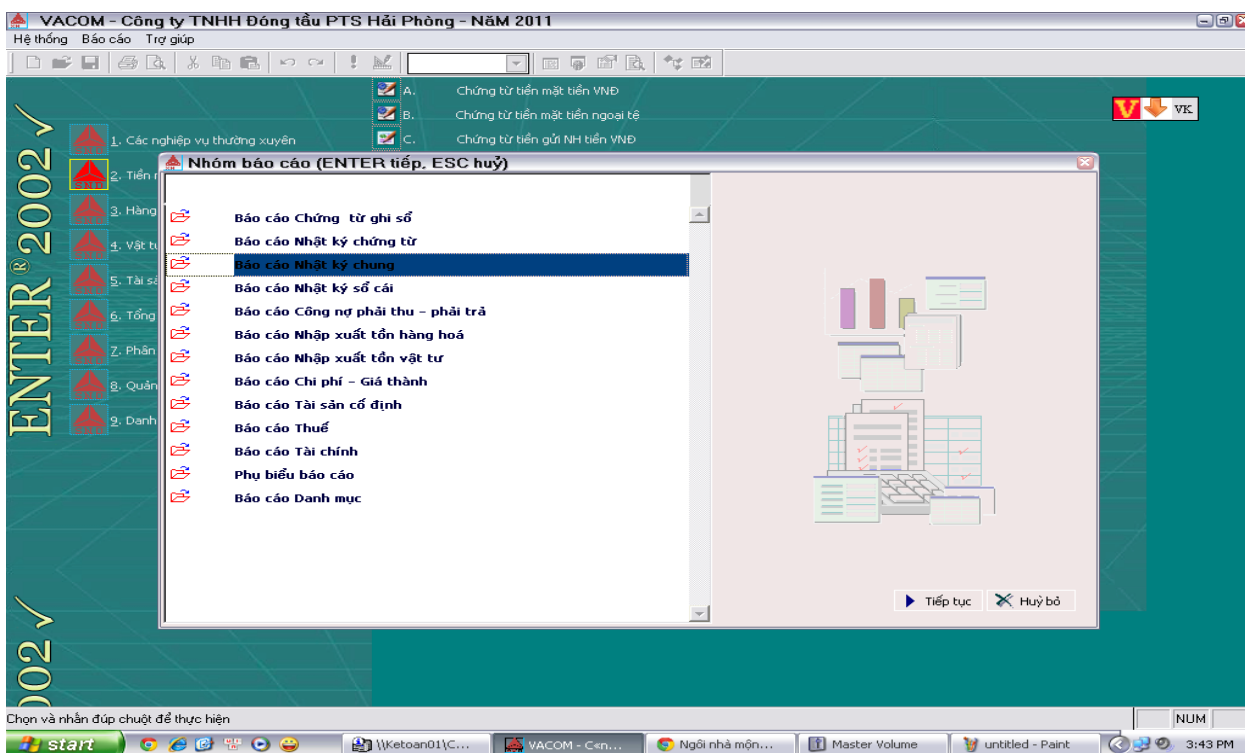 VACOM - Công ty TNHH Đóng tầu PTS Hải Phòng - NăM 2011
Hệ thống Báo cáo Trợ giúp
A. Chứng từ tiền mặt tiền VNĐ
B. Chứng từ tiền mặt tiền ngoại tệ
C. Chứng từ tiền gửi NH tiền VNĐ
V VK
1. Các nghiệp vụ thường xuyên
2. Tiền
3. Hàng
4. Vật tư
5. Tài sả
6. Tổng
7. Phân
8. Quản
9. Danh
ENTER ® 2002 √
002 √
Nhóm báo cáo (ENTER tiếp, ESC huỷ)
Báo cáo Chứng từ ghi sổ
Báo cáo Nhật ký chứng từ
Báo cáo Nhật ký chung
Báo cáo Nhật ký sổ cái
Báo cáo Công nợ phải thu - phải trả
Báo cáo Nhập xuất tồn hàng hoá
Báo cáo Nhập xuất tồn vật tư
Báo cáo Chi phí - Giá thành
Báo cáo Tài sản cố định
Báo cáo Thuế
Báo cáo Tài chính
Phụ biểu báo cáo
Báo cáo Danh mục
Tiếp tục Huỷ bỏ
Chọn và nhấn đúp chuột để thực hiện
NUM
start \\Ketoan01\C... VACOM - C«n... Ngôi nhà mộn... Master Volume untitled - Paint 3:43 PM